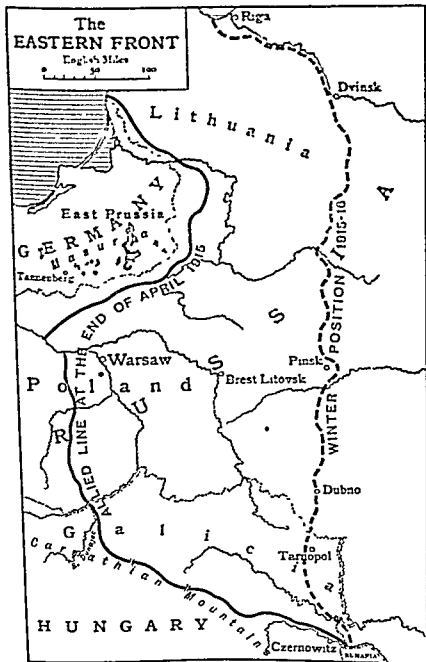 The
EASTERN FRONT
English Miles
0 50 100
Riga
Dvinsk
Lithuania
East Prussia
GERMANY
Masurian
Tannenberg
ALLIED LINE AT THE END OF APRIL 1915
WINTER POSITION 1915-16
RUSSIA
Warsaw
Poland
Brest Litovsk
Pinsk
Dubno
Galicia
Tarnopol
Carpathian Mountains
HUNGARY
Czernowitz